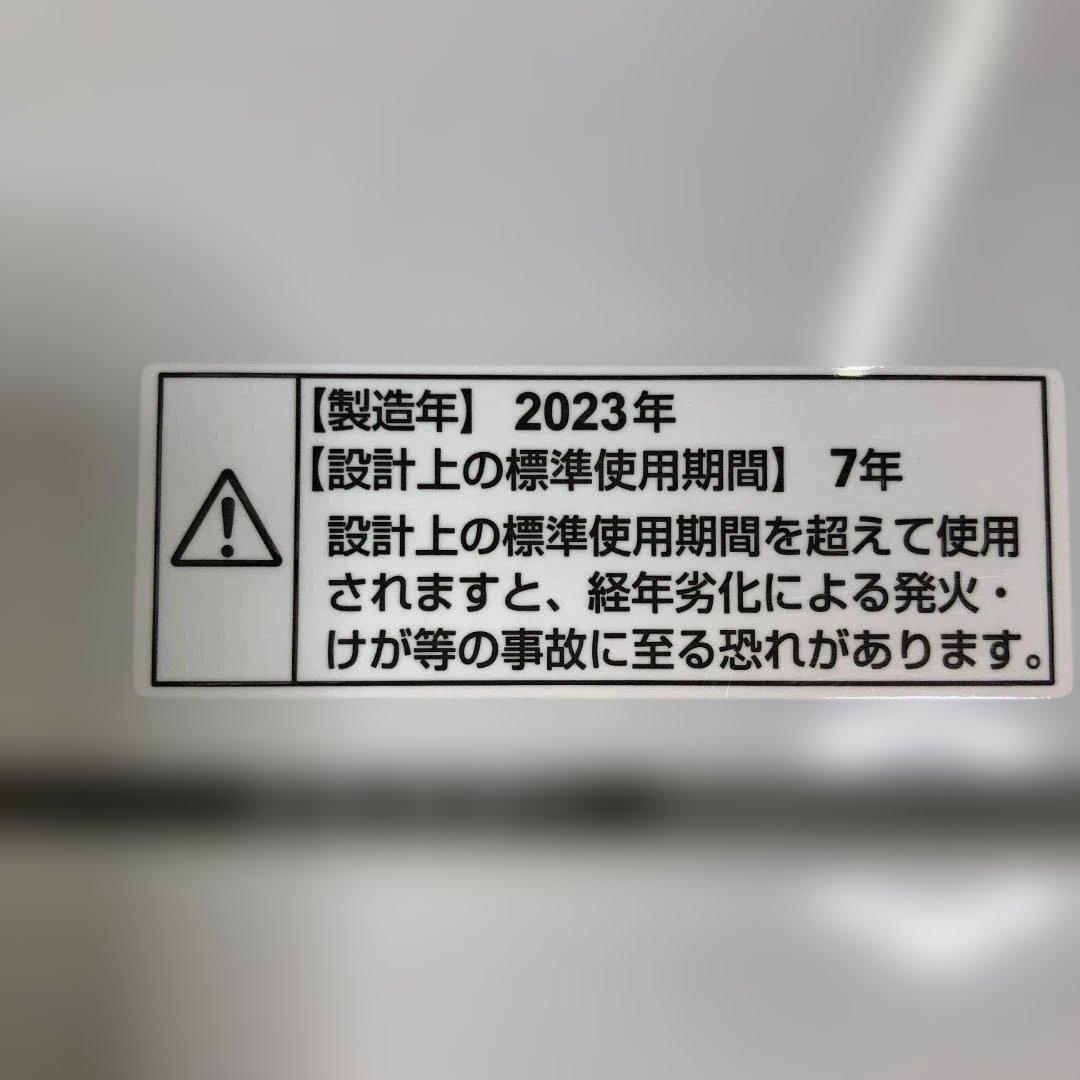 【製造年】 2023年
【設計上の標準使用期間】 7年
設計上の標準使用期間を超えて使用
されますと、経年劣化による発火・
けが等の事故に至る恐れがあります。